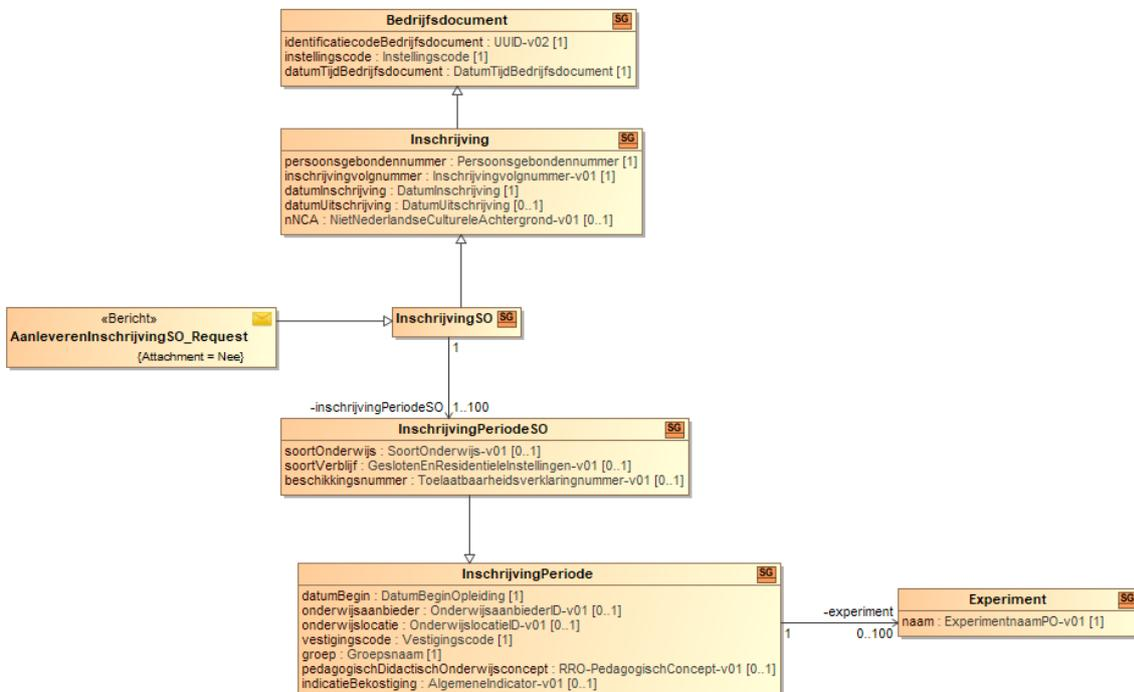 Bedrijfsdocument SG
identificatiecodeBedrijfsdocument : UUID-v02 [1]
instellingscode : Instellingscode [1]
datumTijdBedrijfsdocument : DatumTijdBedrijfsdocument [1]
Inschrijving SG
persoonsgebondennummer : Persoonsgebondennummer [1]
inschrijvingvolgnummer : Inschrijvingvolgnummer-v01 [1]
datumInschrijving : DatumInschrijving [1]
datumUitschrijving : DatumUitschrijving [0..1]
nNCA : NietNederlandseCultureleAchtergrond-v01 [0..1]
«Bericht»
AanleverenInschrijvingSO_Request
{Attachment = Nee}
InschrijvingSO SG
1
-inschrijvingPeriodeSO 1..100
InschrijvingPeriodeSO SG
soortOnderwijs : SoortOnderwijs-v01 [0..1]
soortVerblijf : GeslotenEnResidentieleInstellingen-v01 [0..1]
beschikkingsnummer : Toelaatbaarheidsverklaringnummer-v01 [0..1]
InschrijvingPeriode SG
datumBegin : DatumBeginOpleiding [1]
onderwijsaanbieder : OnderwijsaanbiederID-v01 [0..1]
onderwijslocatie : OnderwijslocatieID-v01 [0..1]
vestigingscode : Vestigingscode [1]
groep : Groepsnaam [1]
pedagogischDidactischOnderwijsconcept : RRO-PedagogischConcept-v01 [0..1]
indicatieBekostiging : AlgemeneIndicator-v01 [0..1]
-experiment
1 0..100
Experiment SG
naam : ExperimentnaamPO-v01 [1]